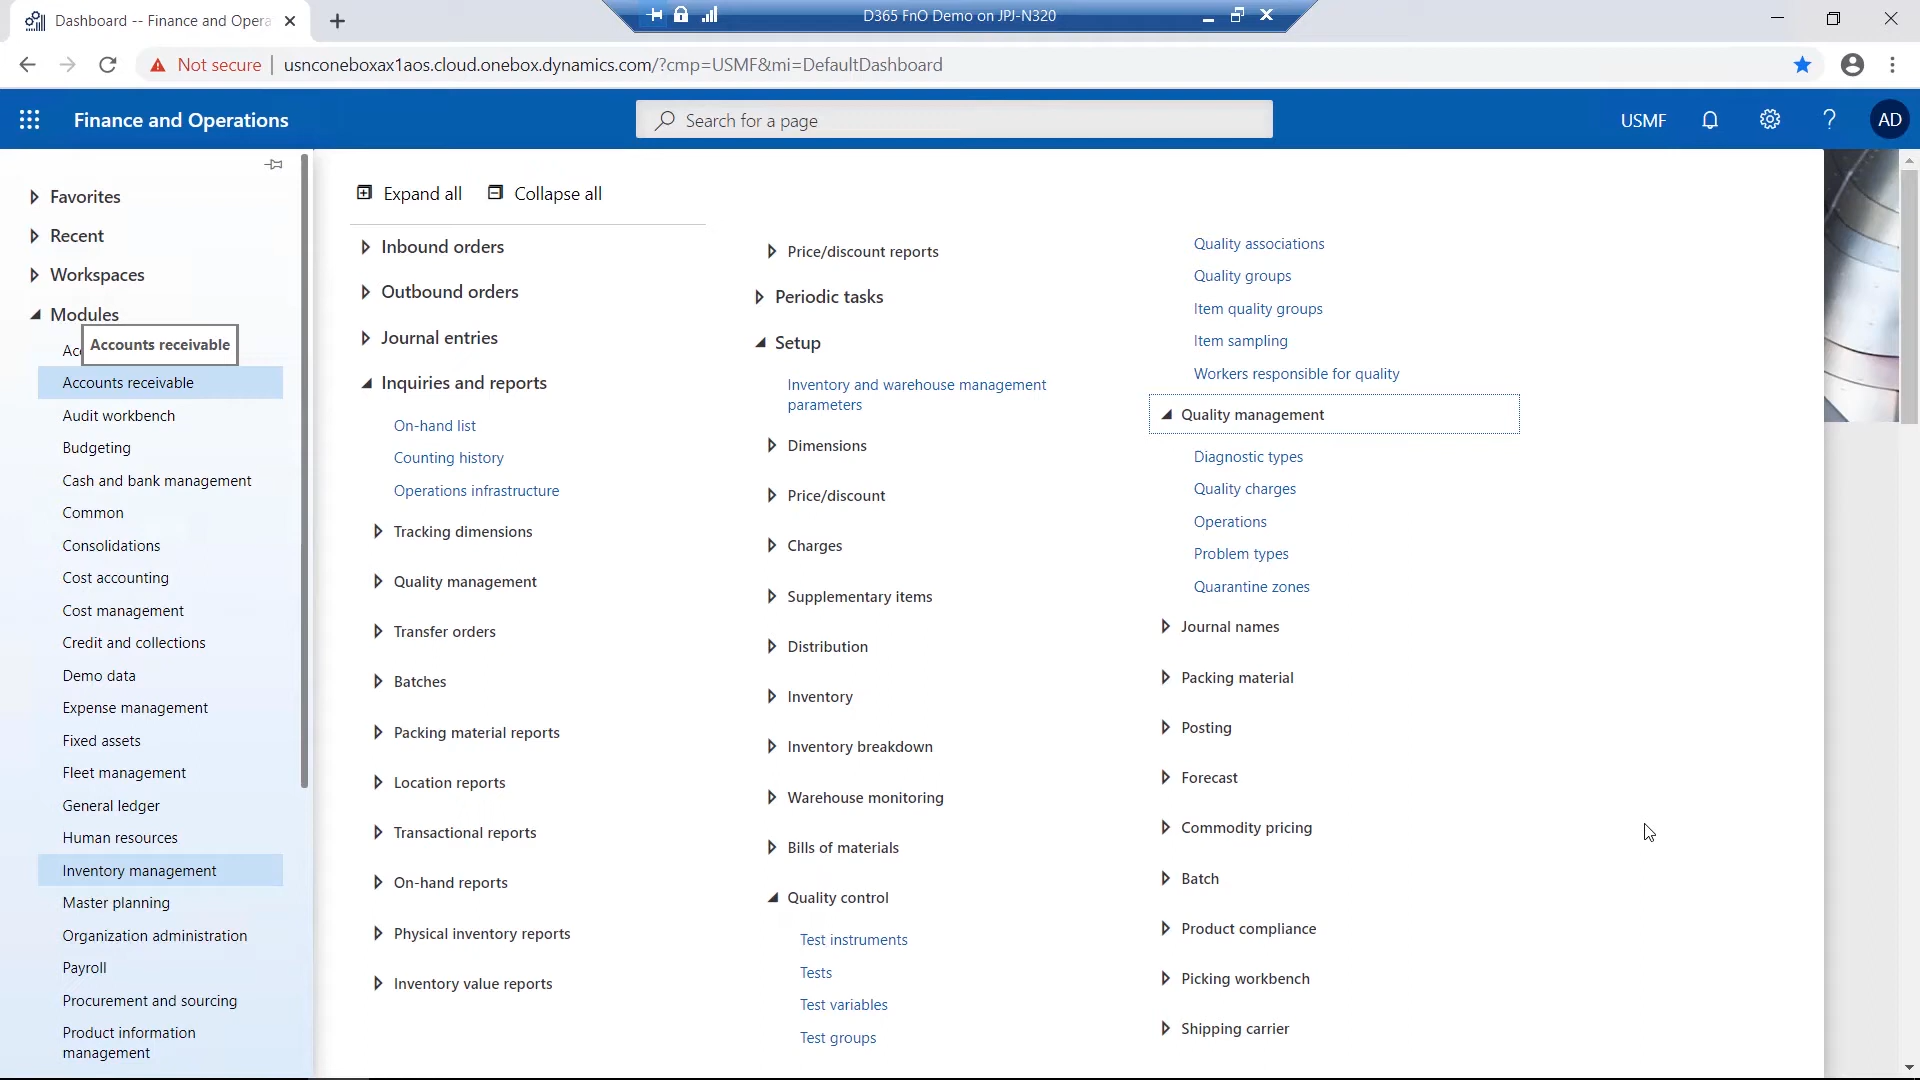 Dashboard -- Finance and Opera
D365 FnO Demo on JPJ-N320
Not secure
usnconeboxax1aos.cloud.onebox.dynamics.com/?cmp=USMF&mi=DefaultDashboard
Finance and Operations
Search for a page
USMF
?
AD
Favorites
Recent
Workspaces
Modules
Accounts receivable
Accounts receivable
Audit workbench
Budgeting
Cash and bank management
Common
Consolidations
Cost accounting
Cost management
Credit and collections
Demo data
Expense management
Fixed assets
Fleet management
General ledger
Human resources
Inventory management
Master planning
Organization administration
Payroll
Procurement and sourcing
Product information
management
Expand all
Collapse all
Inbound orders
Outbound orders
Journal entries
Inquiries and reports
On-hand list
Counting history
Operations infrastructure
Tracking dimensions
Quality management
Transfer orders
Batches
Packing material reports
Location reports
Transactional reports
On-hand reports
Physical inventory reports
Inventory value reports
Price/discount reports
Periodic tasks
Setup
Inventory and warehouse management
parameters
Dimensions
Price/discount
Charges
Supplementary items
Distribution
Inventory
Inventory breakdown
Warehouse monitoring
Bills of materials
Quality control
Test instruments
Tests
Test variables
Test groups
Quality associations
Quality groups
Item quality groups
Item sampling
Workers responsible for quality
Quality management
Diagnostic types
Quality charges
Operations
Problem types
Quarantine zones
Journal names
Packing material
Posting
Forecast
Commodity pricing
Batch
Product compliance
Picking workbench
Shipping carrier